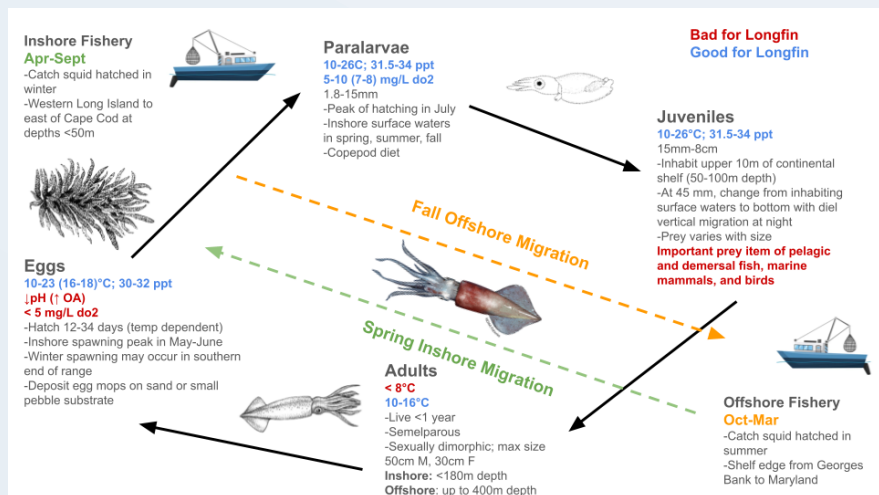 Inshore Fishery
Apr-Sept
-Catch squid hatched in
winter
-Western Long Island to
east of Cape Cod at
depths <50m
Paralarvae
10-26C; 31.5-34 ppt
5-10 (7-8) mg/L do2
1.8-15mm
-Peak of hatching in July
-Inshore surface waters
in spring, summer, fall
-Copepod diet
Bad for Longfin
Good for Longfin
Juveniles
10-26°C; 31.5-34 ppt
15mm-8cm
-Inhabit upper 10m of continental
shelf (50-100m depth)
-At 45 mm, change from inhabiting
surface waters to bottom with diel
vertical migration at night
-Prey varies with size
Important prey item of pelagic
and demersal fish, marine
mammals, and birds
Fall Offshore Migration
Spring Inshore Migration
Eggs
10-23 (16-18)°C; 30-32 ppt
↓pH (↑ OA)
< 5 mg/L do2
-Hatch 12-34 days (temp dependent)
-Inshore spawning peak in May-June
-Winter spawning may occur in southern
end of range
-Deposit egg mops on sand or small
pebble substrate
Adults
< 8°C
10-16°C
-Live <1 year
-Semelparous
-Sexually dimorphic; max size
50cm M, 30cm F
Inshore: <180m depth
Offshore: up to 400m depth
Offshore Fishery
Oct-Mar
-Catch squid hatched in
summer
-Shelf edge from Georges
Bank to Maryland